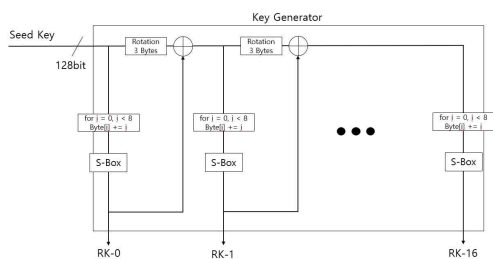 Key Generator
Seed Key
128bit
Rotation
3 Bytes
Rotation
3 Bytes
for j = 0, j < 8
Byte[j] += j
for j = 0, j < 8
Byte[j] += j
for j = 0, j < 8
Byte[j] += j
S-Box
S-Box
S-Box
RK-0
RK-1
RK-16